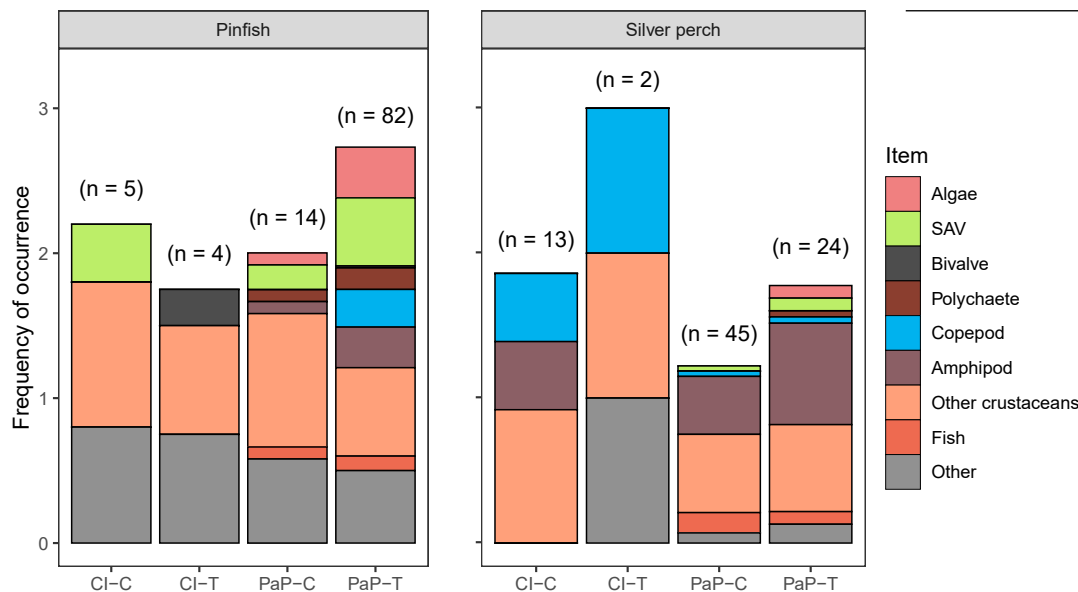 Pinfish
Silver perch
Frequency of occurrence
3
2
1
0
(n = 5)
(n = 4)
(n = 14)
(n = 82)
(n = 13)
(n = 2)
(n = 45)
(n = 24)
CI−C
CI−T
PaP−C
PaP−T
CI−C
CI−T
PaP−C
PaP−T
Item
Algae
SAV
Bivalve
Polychaete
Copepod
Amphipod
Other crustaceans
Fish
Other